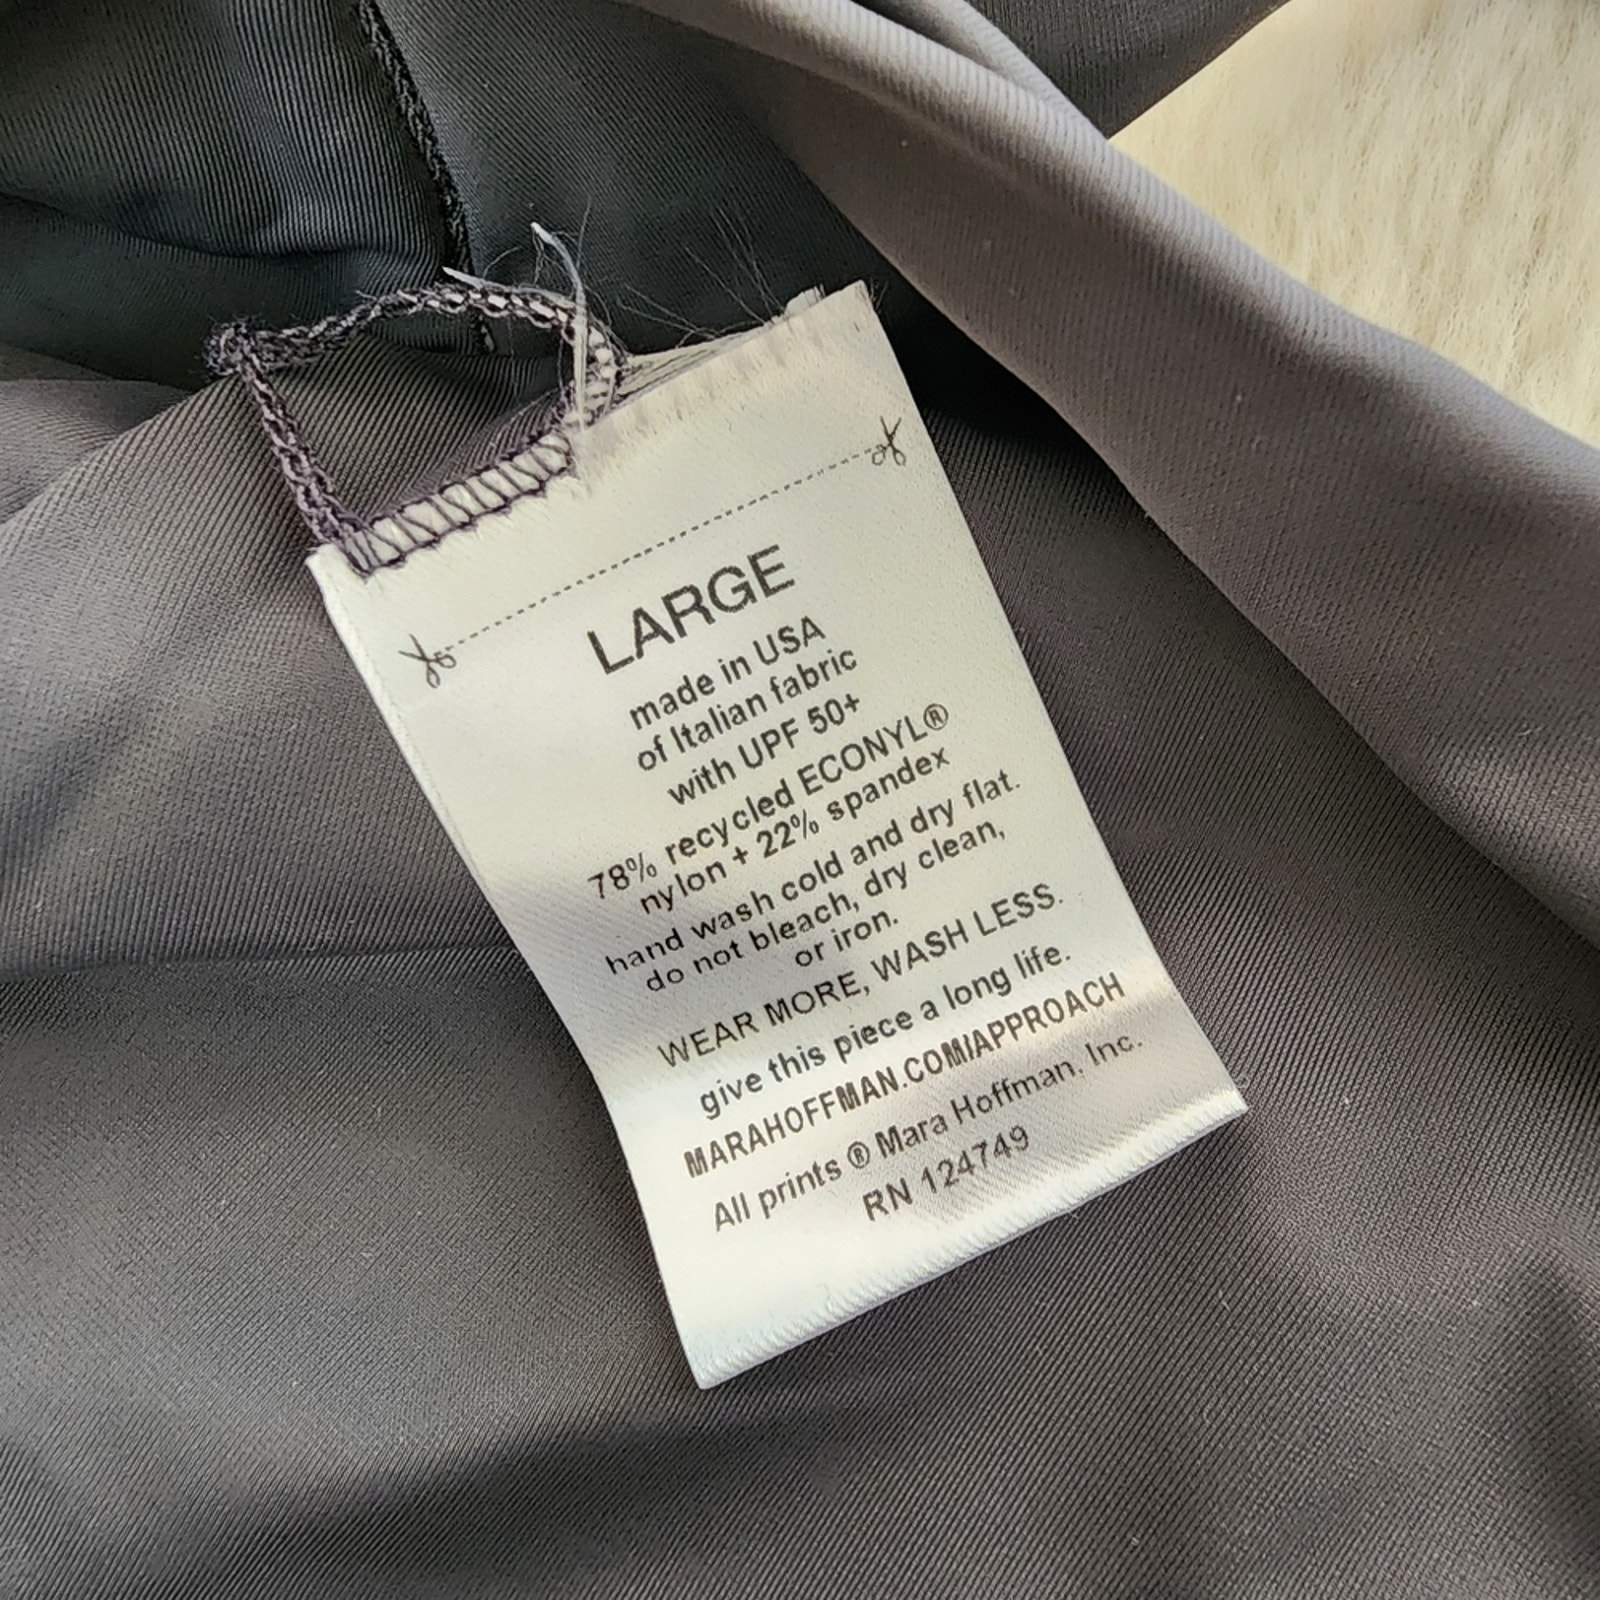 LARGE
made in USA
of Italian fabric
with UPF 50+
78% recycled ECONYL®
nylon + 22% spandex
hand wash cold and dry flat.
do not bleach, dry clean,
or iron.
WEAR MORE, WASH LESS.
give this piece a long life.
MARAHOFFMAN.COM/APPROACH
All prints ® Mara Hoffman, Inc.
RN 124749